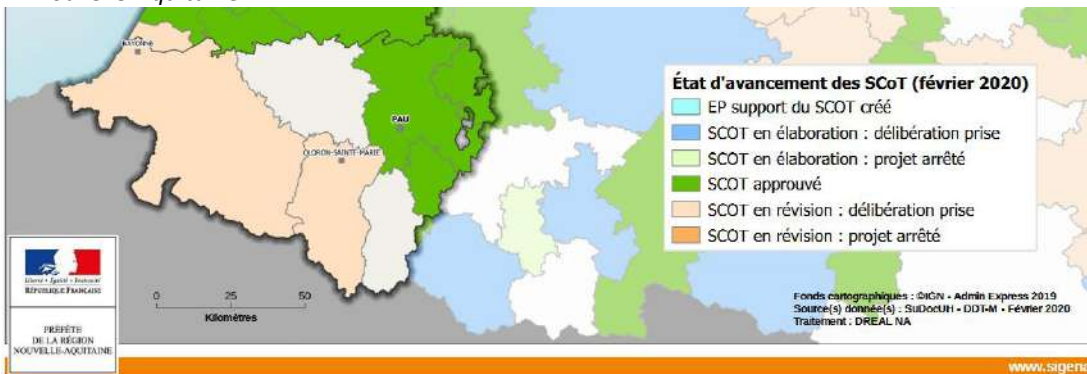 BAYONNE
PAU
OLORON-SAINTE-MARIE
État d'avancement des SCoT (février 2020)
EP support du SCOT créé
SCOT en élaboration : délibération prise
SCOT en élaboration : projet arrêté
SCOT approuvé
SCOT en révision : délibération prise
SCOT en révision : projet arrêté
Liberté • Égalité • Fraternité
RÉPUBLIQUE FRANÇAISE
PRÉFÈTE
DE LA RÉGION
NOUVELLE-AQUITAINE
0 25 50
Kilomètres
Fonds cartographiques : ©IGN - Admin Express 2019
Source(s) donnée(s) : SuDocUH - DDT-M - Février 2020
Traitement : DREAL NA
www.sigena